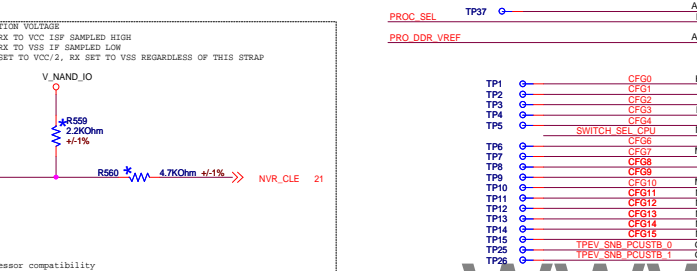 TION VOLTAGE
RX TO VCC ISF SAMPLED HIGH
RX TO VSS IF SAMPLED LOW
SET TO VCC/2, RX SET TO VSS REGARDLESS OF THIS STRAP
V_NAND_IO
*R559
2.2KOhm
+/-1%
R560 * 4.7KOhm +/-1% NVR_CLE 21
essor compatibility
TP37
PROC_SEL
PRO_DDR_VREF
TP1 CFG0
TP2 CFG1
TP3 CFG2
TP4 CFG3
TP5 CFG4
SWITCH_SEL_CPU
TP6 CFG6
TP7 CFG7
TP8 CFG8
TP9 CFG9
TP10 CFG10
TP11 CFG11
TP12 CFG12
TP13 CFG13
TP14 CFG14
TP15 CFG15
TP25 TPEV_SNB_PCUSTB_0
TP26 TPEV_SNB_PCUSTB_1